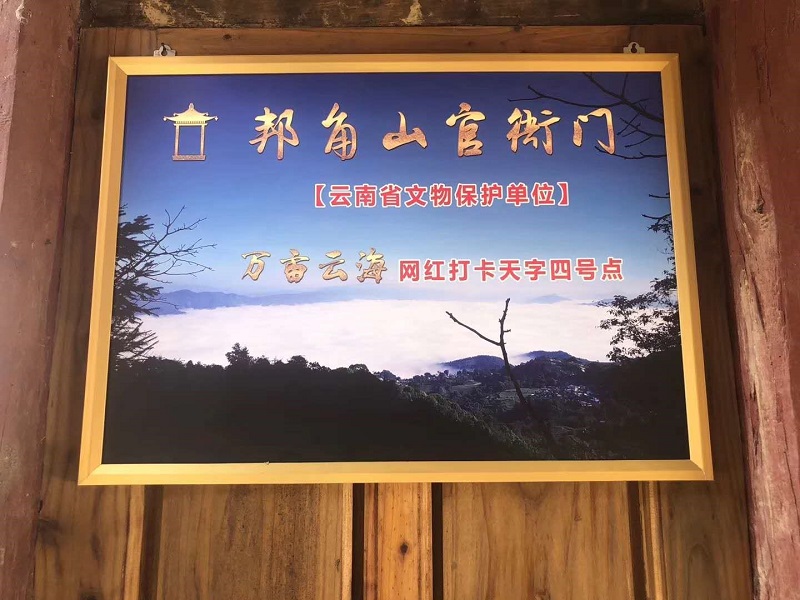 邦角山官衙门
【云南省文物保护单位】
万亩云海 网红打卡天字四号点